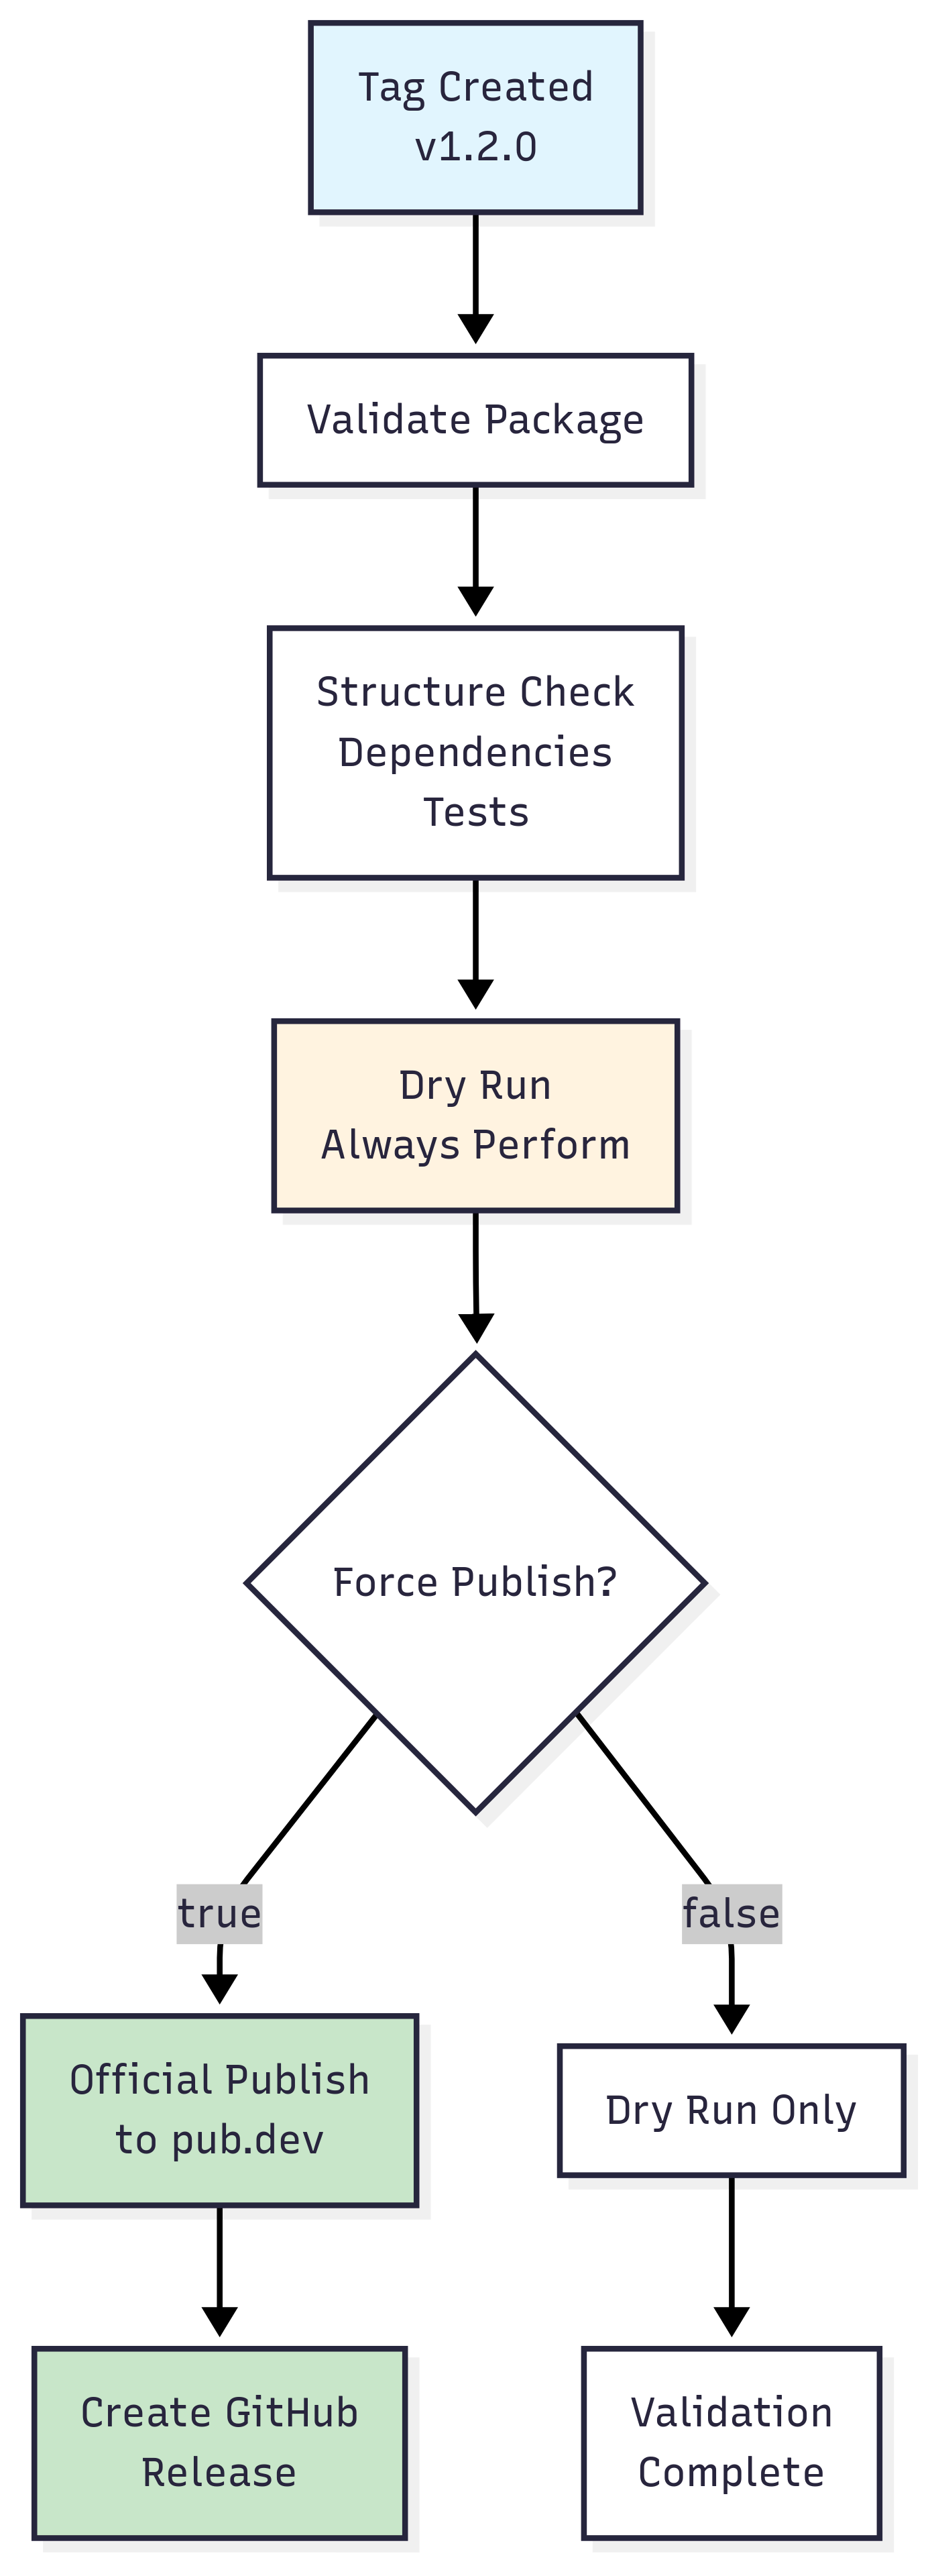 Tag Created
v1.2.0
Validate Package
Structure Check
Dependencies
Tests
Dry Run
Always Perform
Force Publish?
true
false
Official Publish
to pub.dev
Dry Run Only
Create GitHub
Release
Validation
Complete